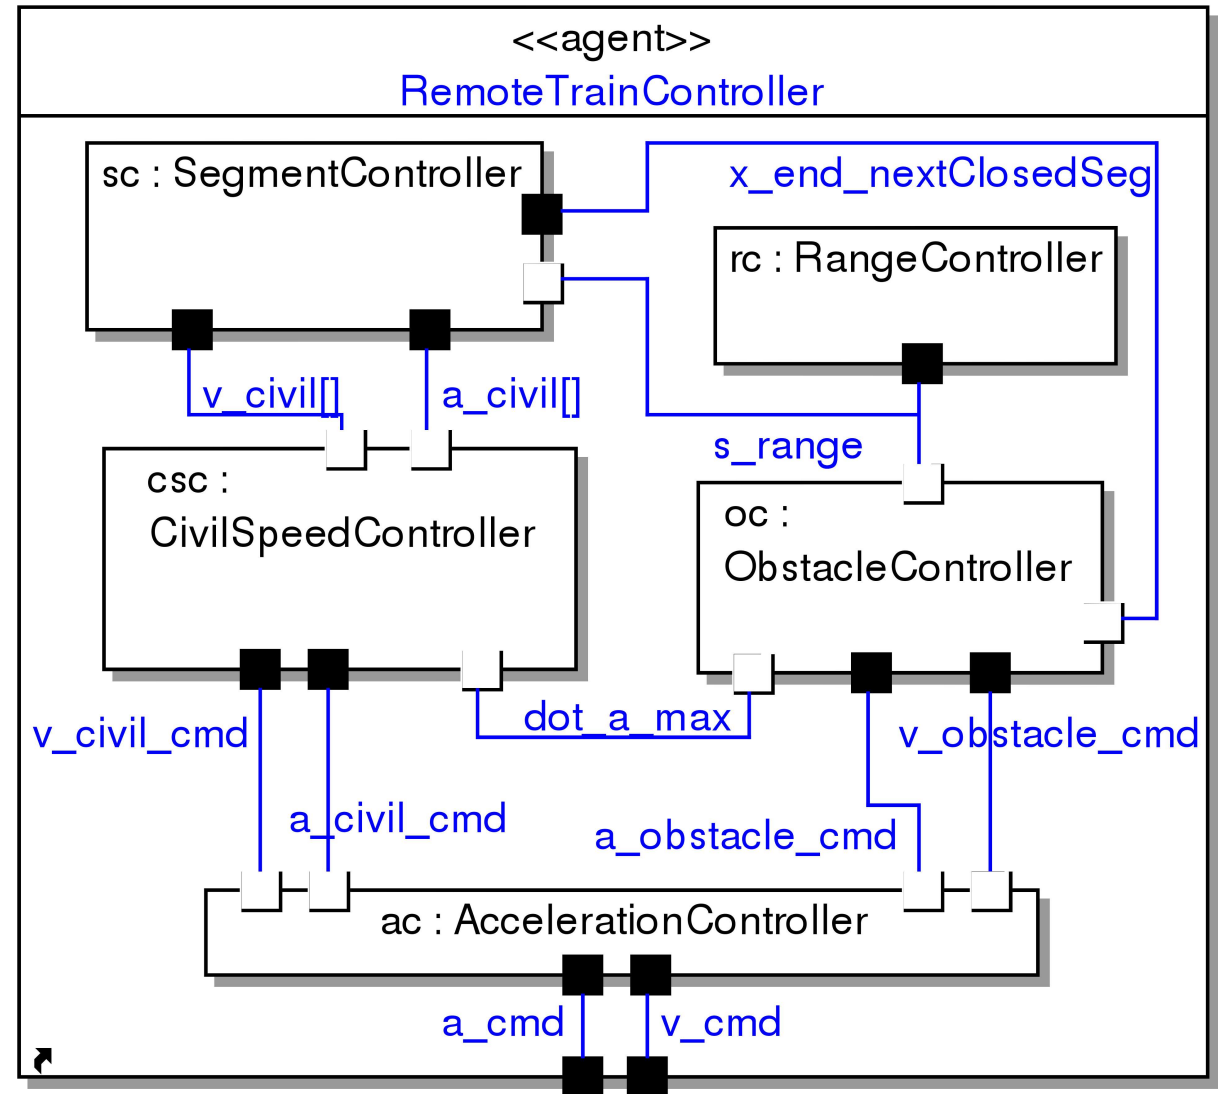 <<agent>>
RemoteTrainController
sc : SegmentController
x_end_nextClosedSeg
rc : RangeController
v_civil[]
a_civil[]
s_range
csc :
CivilSpeedController
oc :
ObstacleController
dot_a_max
v_civil_cmd
v_obstacle_cmd
a_civil_cmd
a_obstacle_cmd
ac : AccelerationController
a_cmd
v_cmd